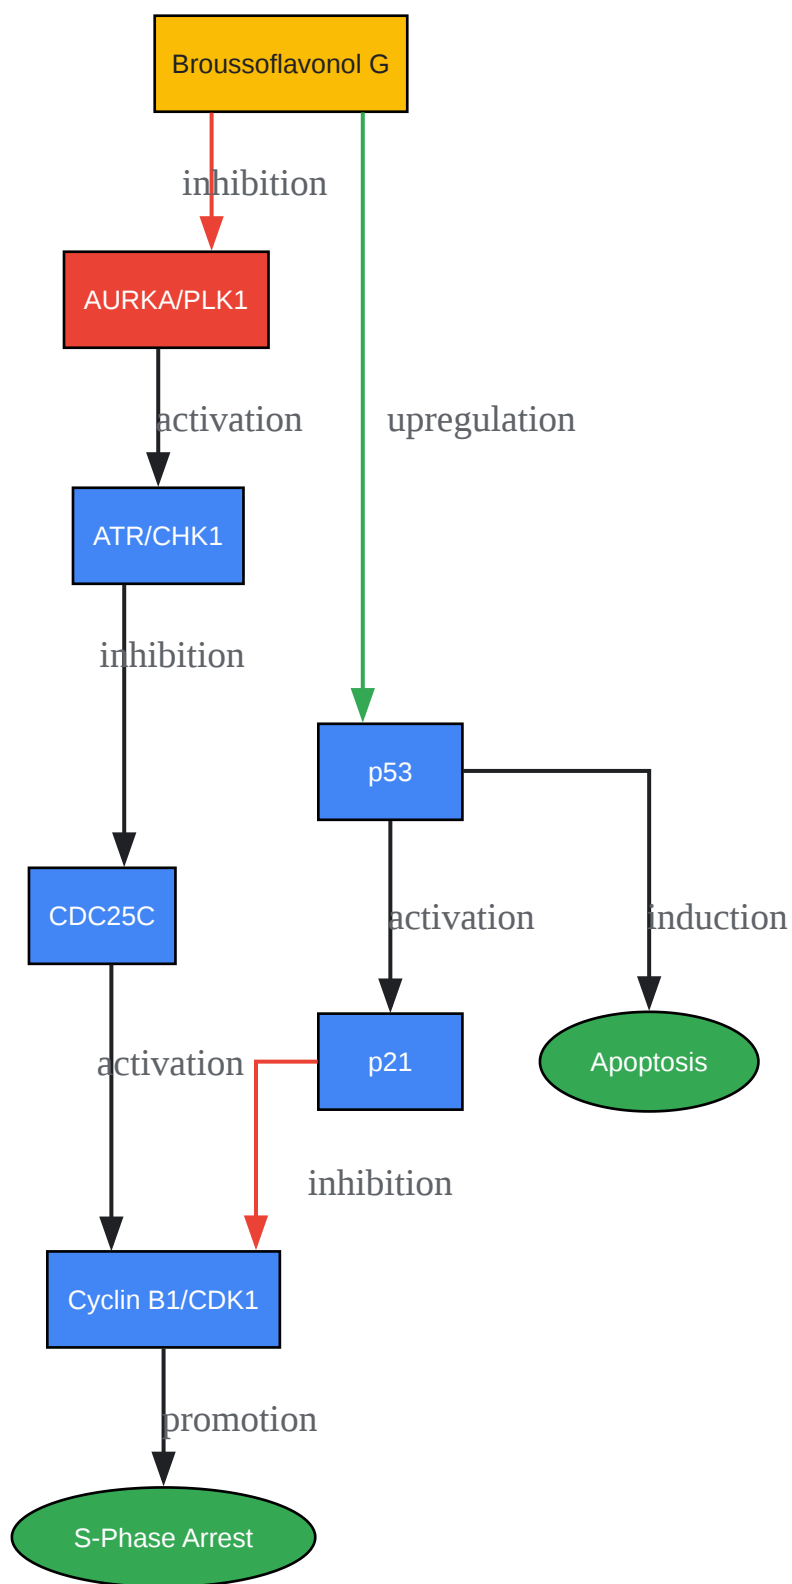 Broussoflavonol G
inhibition
AURKA/PLK1
activation
upregulation
ATR/CHK1
inhibition
p53
CDC25C
activation
induction
activation
p21
Apoptosis
inhibition
Cyclin B1/CDK1
promotion
S-Phase Arrest